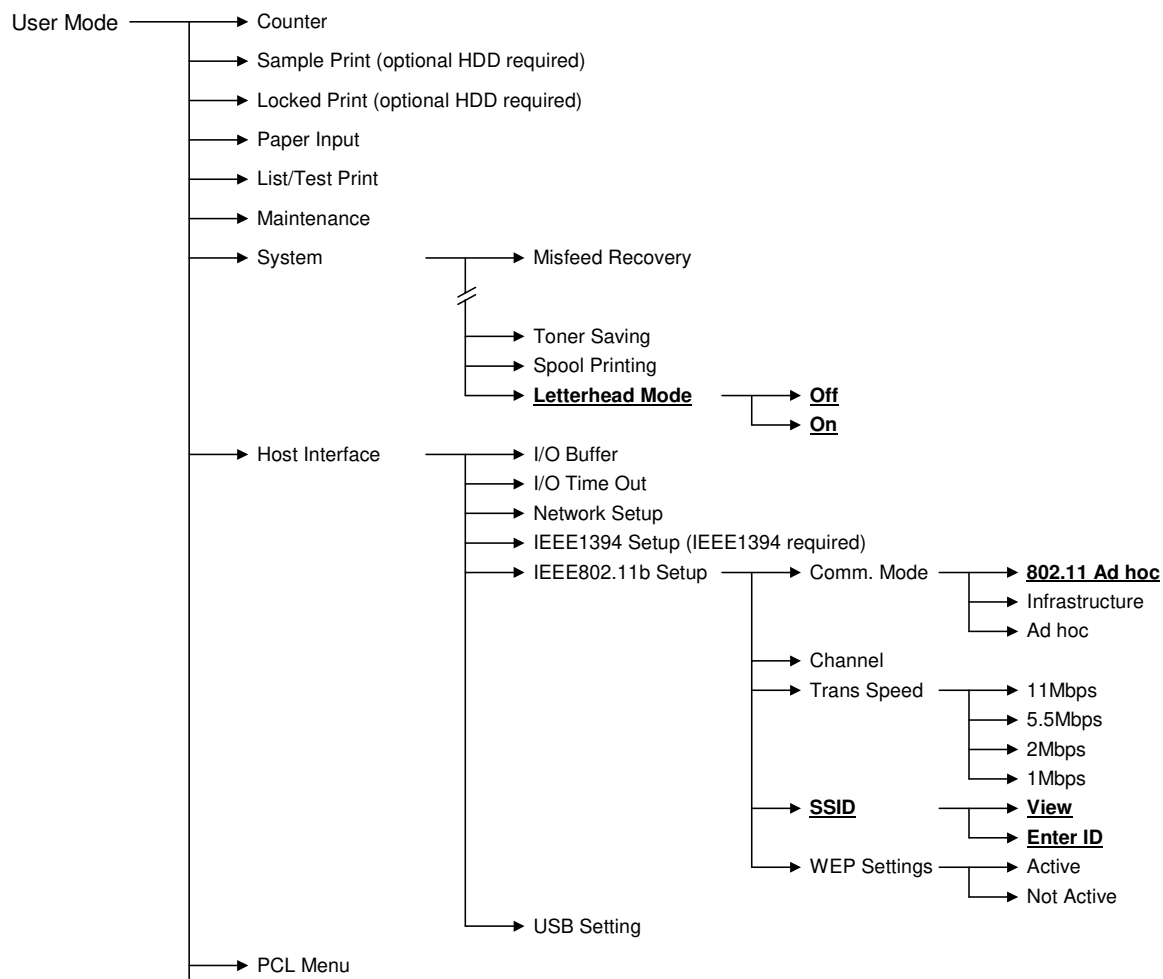 User Mode
Counter
Sample Print (optional HDD required)
Locked Print (optional HDD required)
Paper Input
List/Test Print
Maintenance
System
Misfeed Recovery
Toner Saving
Spool Printing
Letterhead Mode
Off
On
Host Interface
I/O Buffer
I/O Time Out
Network Setup
IEEE1394 Setup (IEEE1394 required)
IEEE802.11b Setup
Comm. Mode
802.11 Ad hoc
Infrastructure
Ad hoc
Channel
Trans Speed
11Mbps
5.5Mbps
2Mbps
1Mbps
SSID
View
Enter ID
WEP Settings
Active
Not Active
USB Setting
PCL Menu